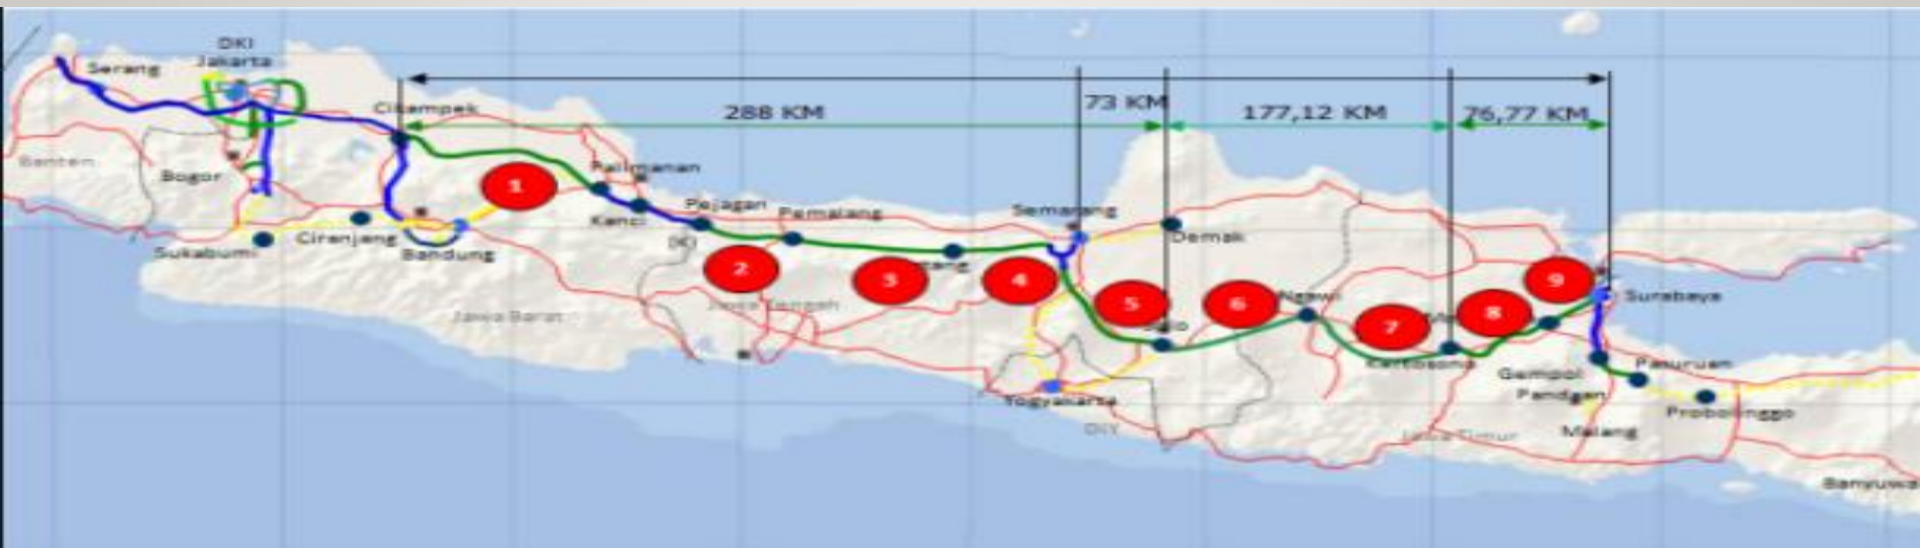 DKI
Jakarta
Serang
Cikampek
288 KM
73 KM
177,12 KM
76,77 KM
Banten
Bogor
Palimanan
1
Kanci
Pejagan
Pemalang
Semarang
Demak
Sukabumi
Ciranjang
Bandung
2
3
4
5
6
7
8
9
Ngawi
Surabaya
Jawa Barat
Jawa Tengah
Kertosono
Gempol
Pandaan
Pasuruan
Probolinggo
Yogyakarta
DIY
Jawa Timur
Malang